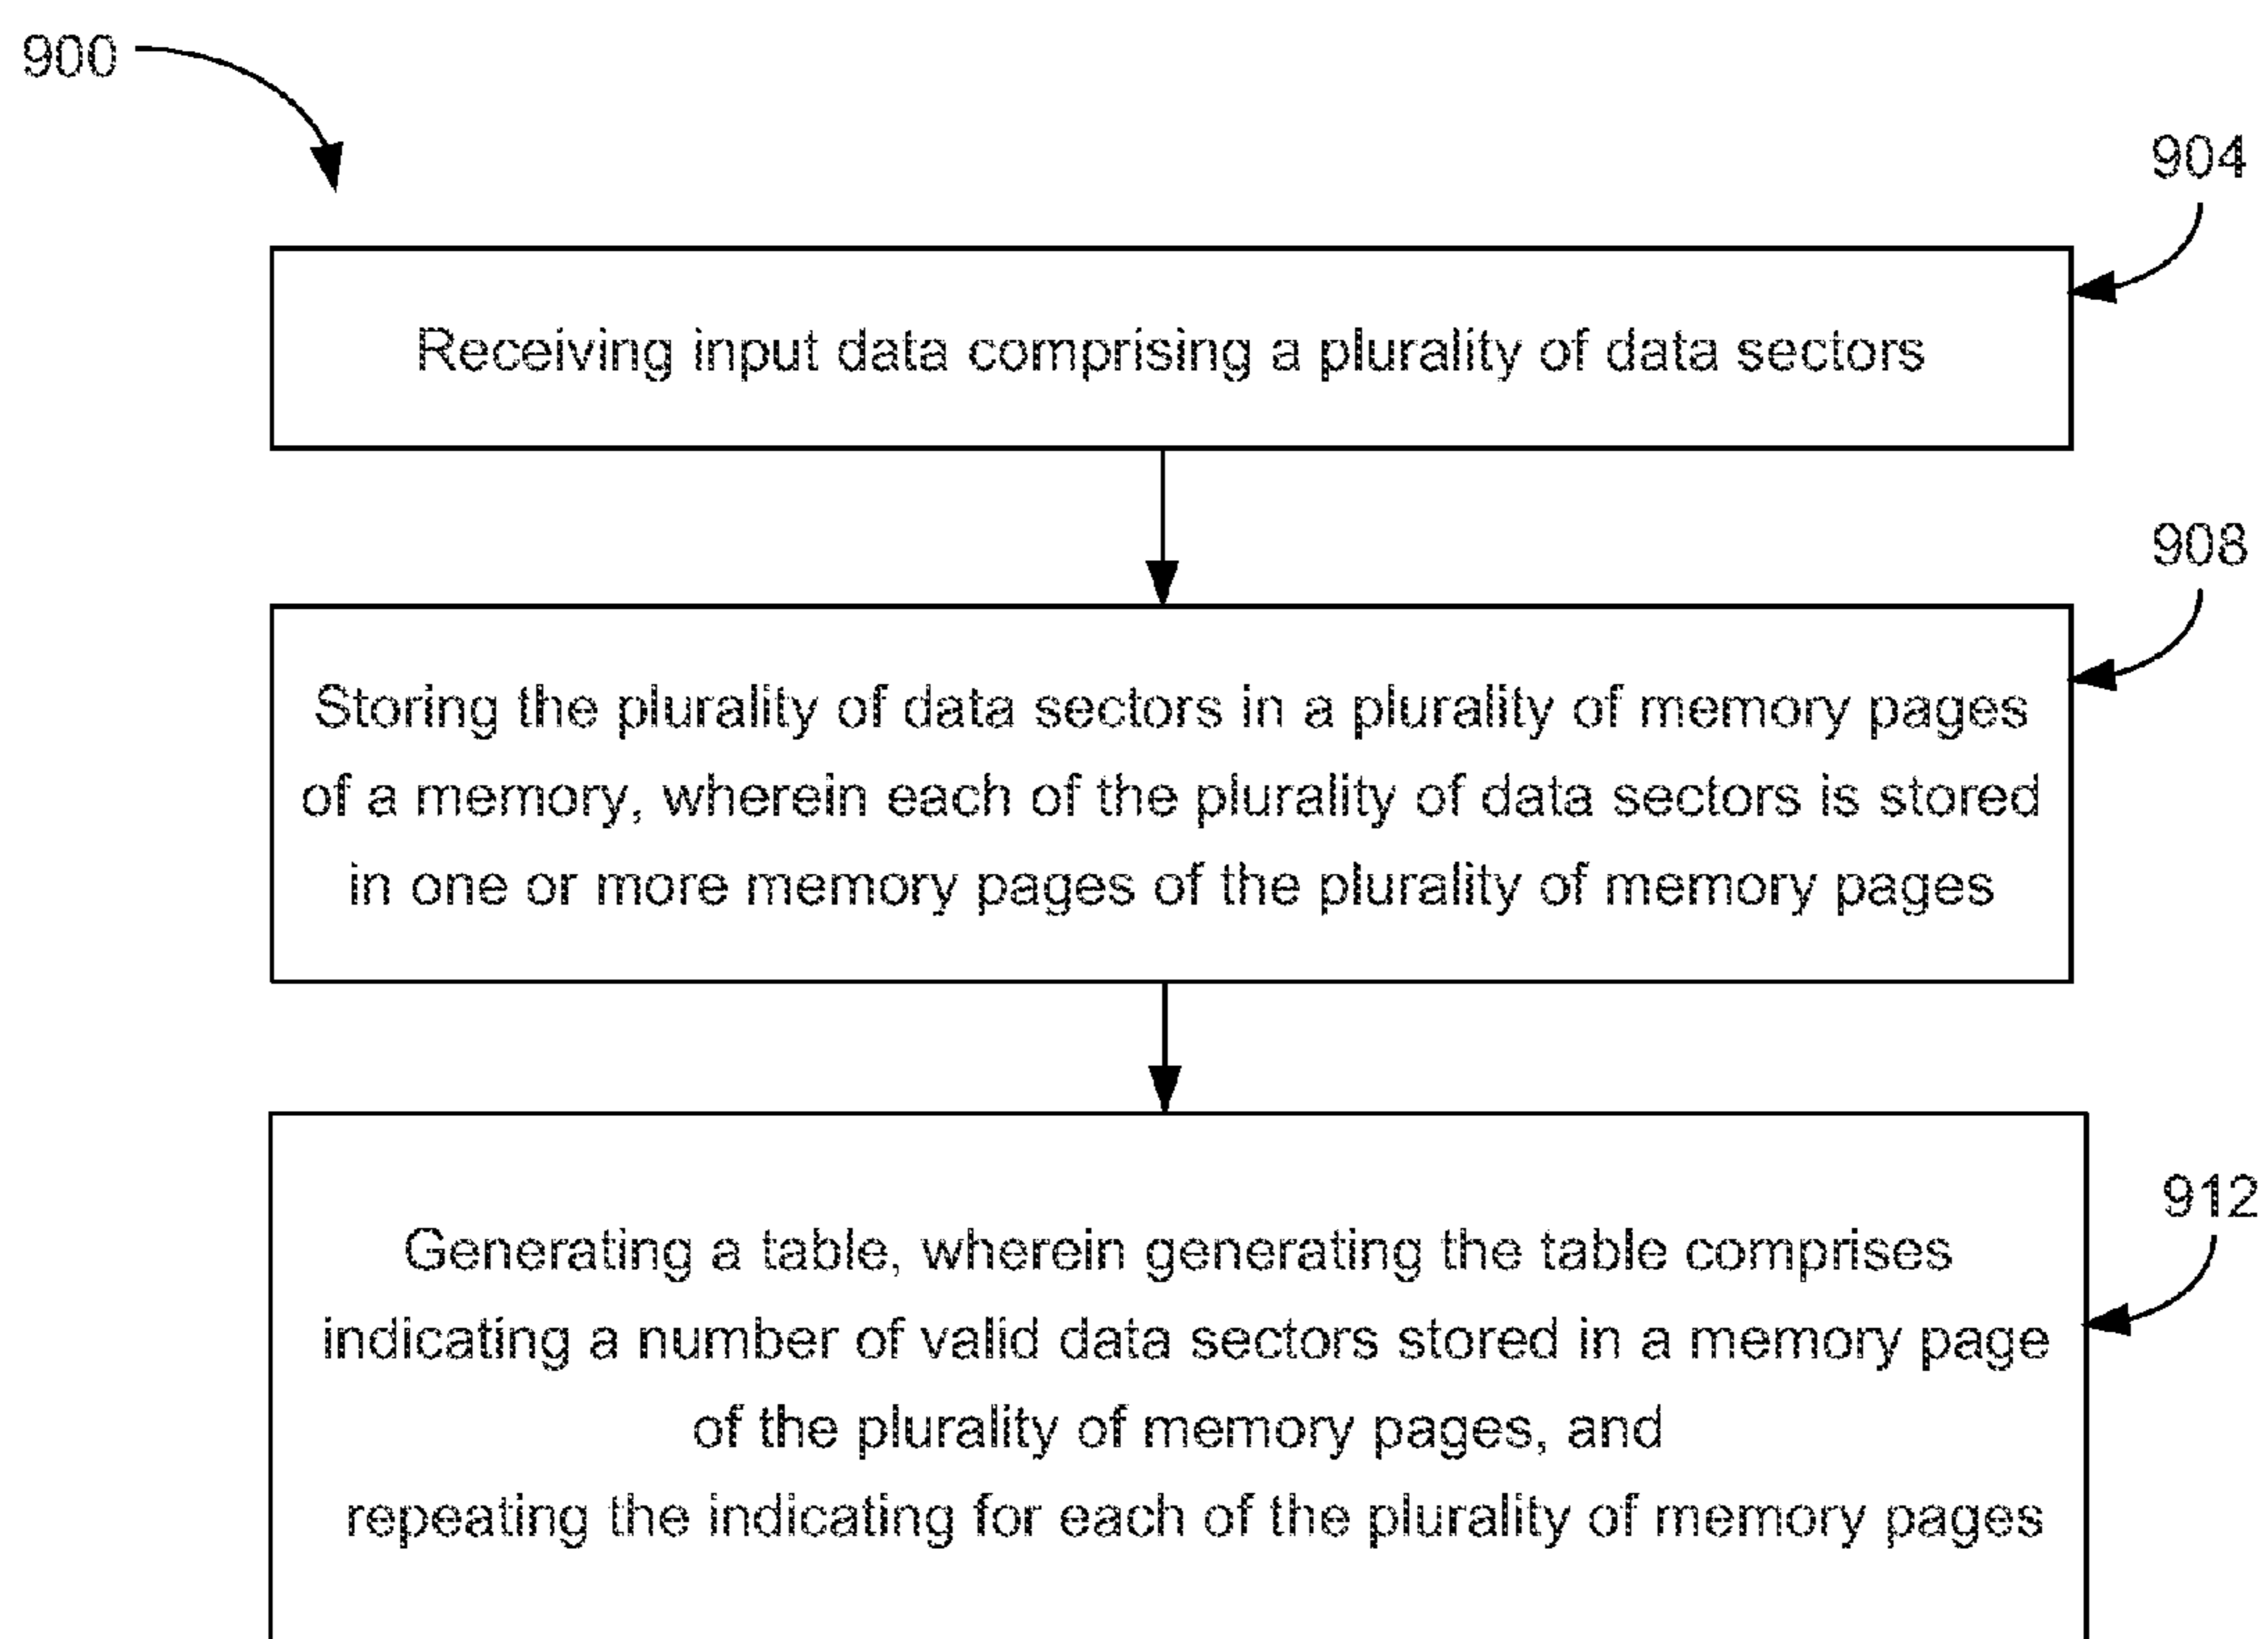 900
904
Receiving input data comprising a plurality of data sectors
908
Storing the plurality of data sectors in a plurality of memory pages
of a memory, wherein each of the plurality of data sectors is stored
in one or more memory pages of the plurality of memory pages
912
Generating a table, wherein generating the table comprises
indicating a number of valid data sectors stored in a memory page
of the plurality of memory pages, and
repeating the indicating for each of the plurality of memory pages